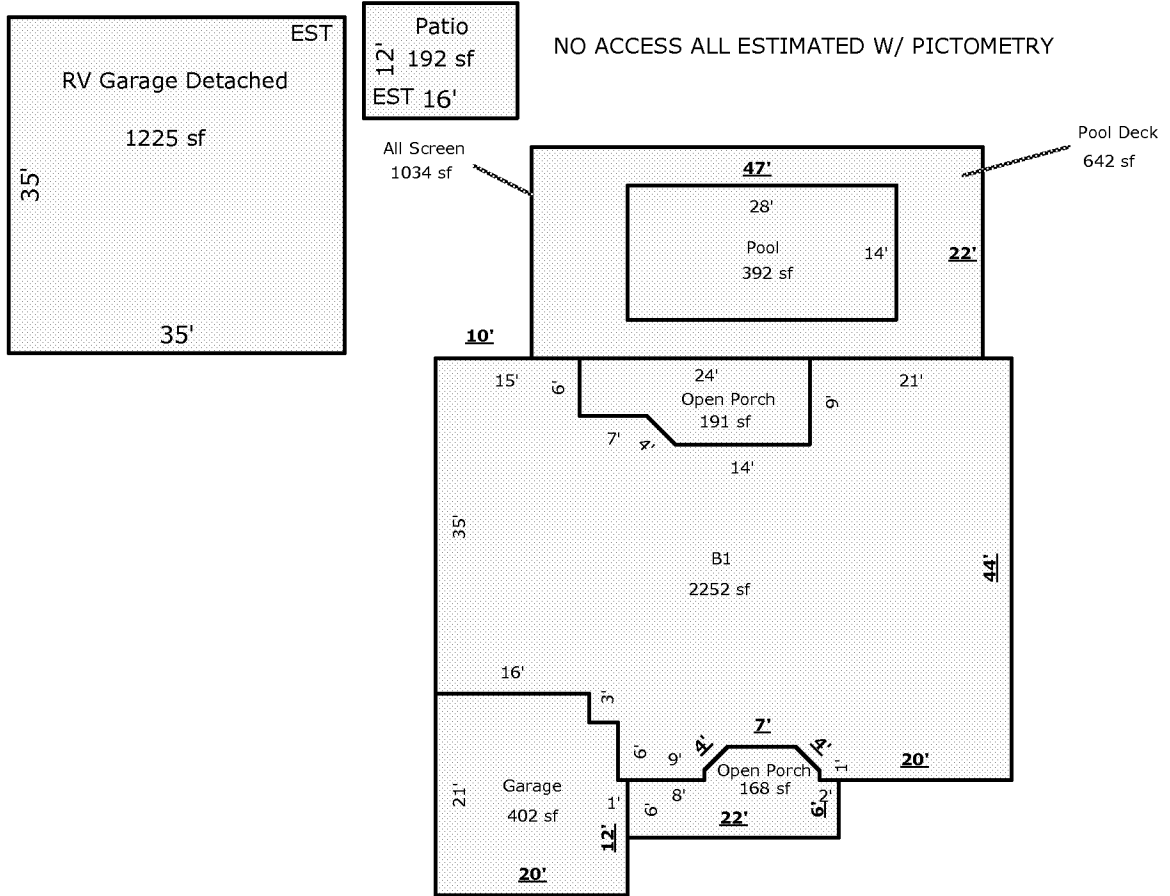 EST
RV Garage Detached
1225 sf
35'
35'
Patio
12'
192 sf
EST 16'
NO ACCESS ALL ESTIMATED W/ PICTOMETRY
All Screen
1034 sf
Pool Deck
642 sf
47'
28'
Pool
392 sf
14'
22'
10'
15'
6'
24'
Open Porch
191 sf
9'
21'
7'
4'
14'
35'
B1
2252 sf
44'
16'
3'
6'
9'
4'
7'
4'
1'
20'
Open Porch
168 sf
21'
Garage
402 sf
1'
12'
20'
6'
8'
22'
2'
6'